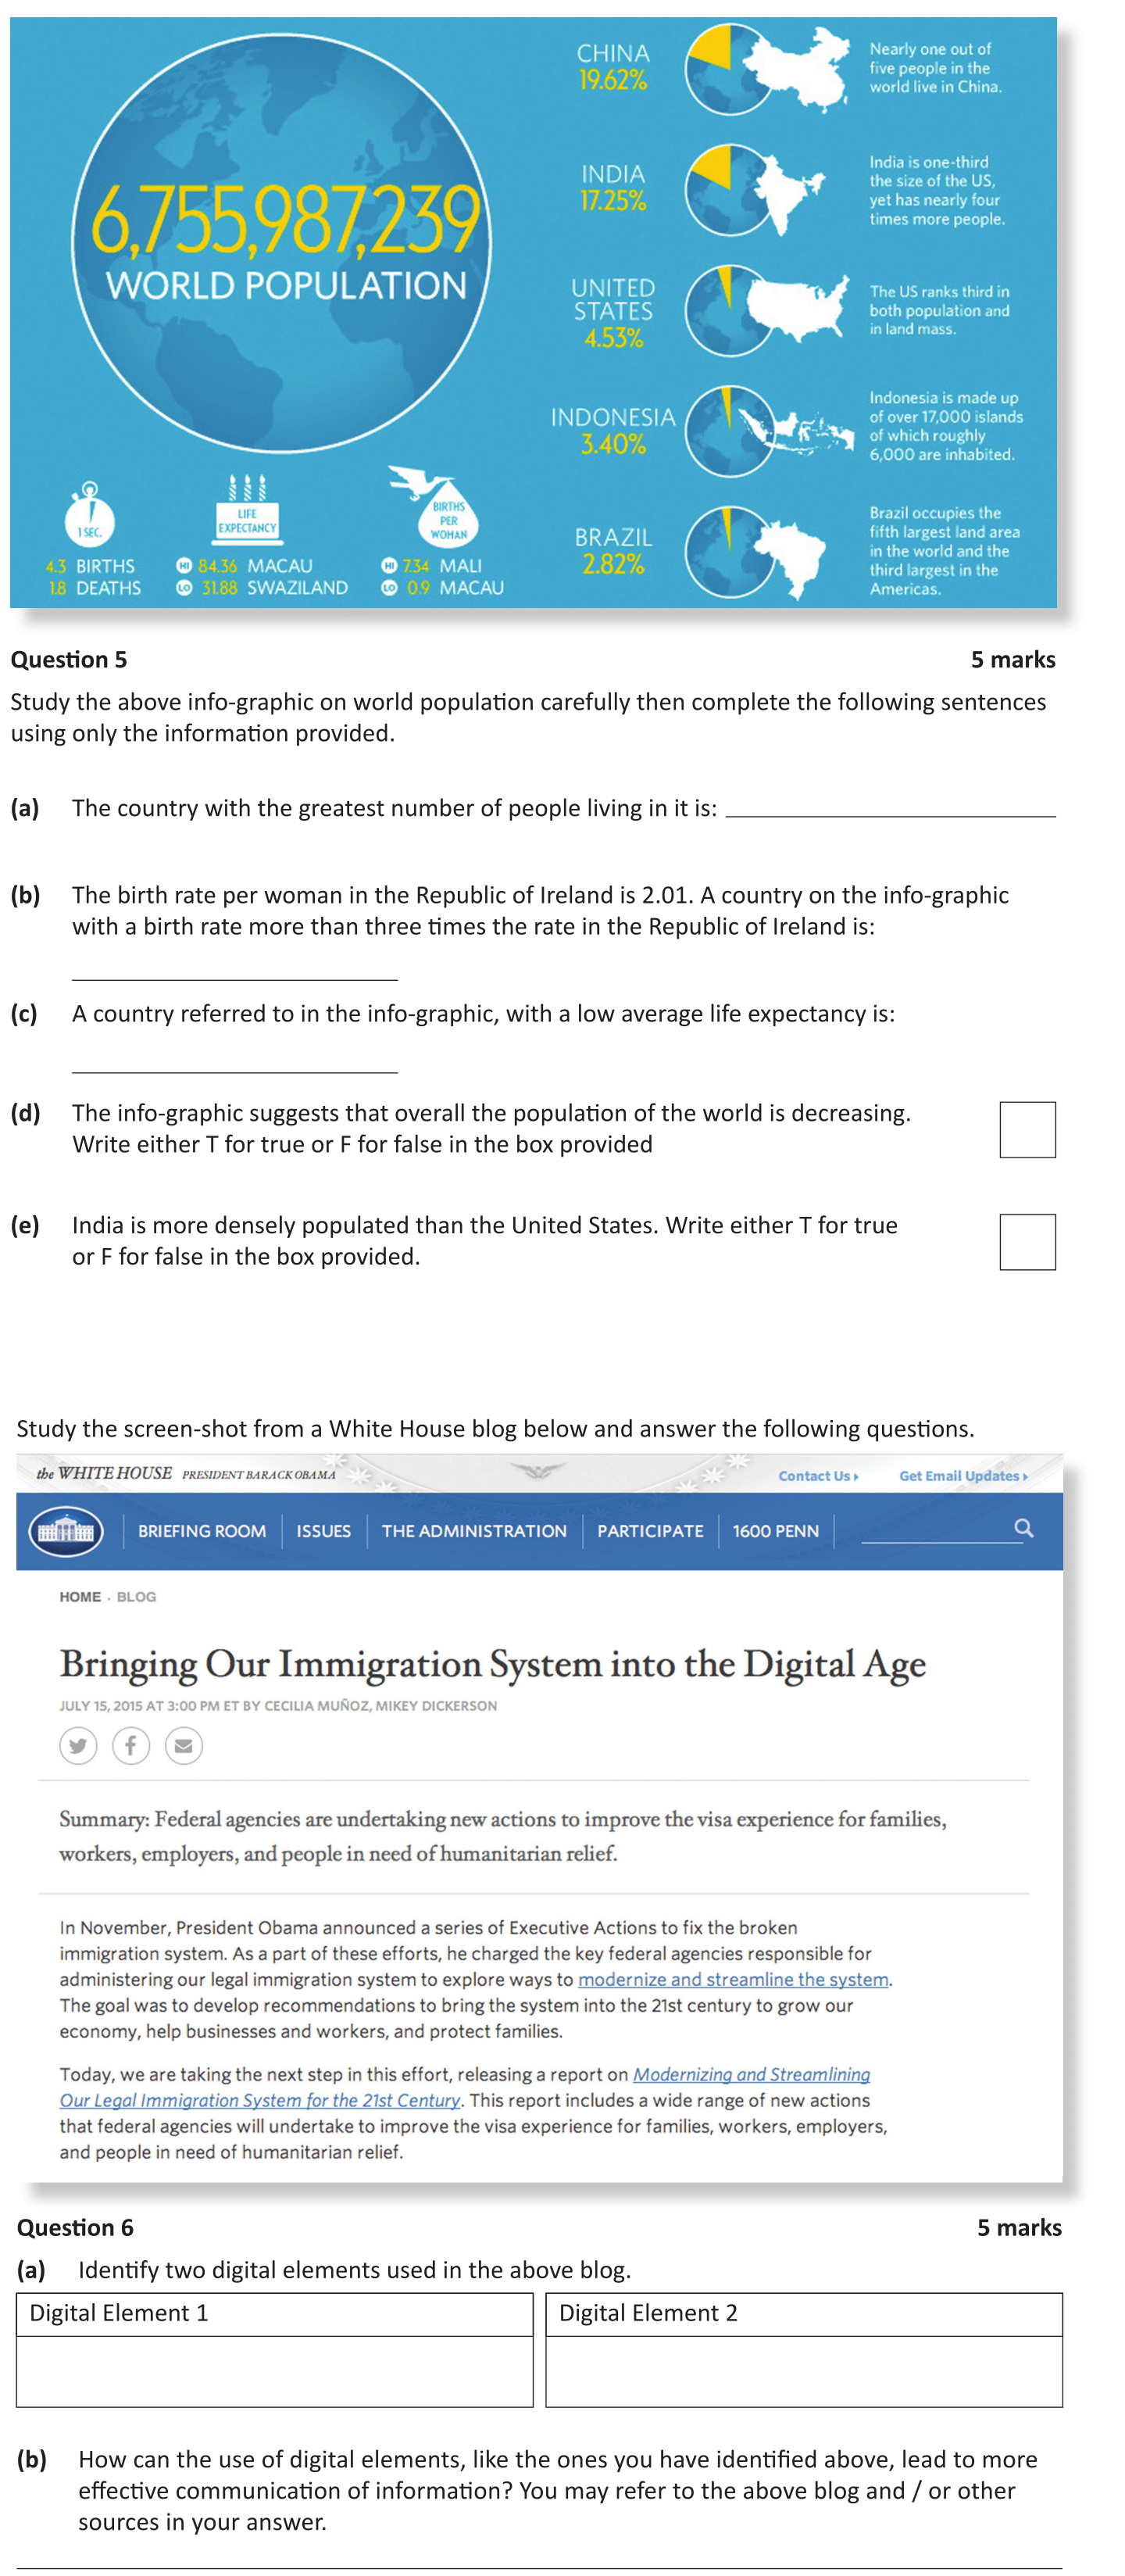 6,755,987,239
WORLD POPULATION
1 SEC.
4.3 BIRTHS
1.8 DEATHS
LIFE
EXPECTANCY
HI 84.36 MACAU
LO 31.88 SWAZILAND
BIRTHS
PER
WOMAN
HI 7.34 MALI
LO 0.9 MACAU
CHINA
19.62%
Nearly one out of
five people in the
world live in China.
INDIA
17.25%
India is one-third
the size of the US,
yet has nearly four
times more people.
UNITED
STATES
4.53%
The US ranks third in
both population and
in land mass.
INDONESIA
3.40%
Indonesia is made up
of over 17,000 islands
of which roughly
6,000 are inhabited.
BRAZIL
2.82%
Brazil occupies the
fifth largest land area
in the world and the
third largest in the
Americas.
Question 5 5 marks
Study the above info-graphic on world population carefully then complete the following sentences
using only the information provided.
(a) The country with the greatest number of people living in it is:
(b) The birth rate per woman in the Republic of Ireland is 2.01. A country on the info-graphic
with a birth rate more than three times the rate in the Republic of Ireland is:
(c) A country referred to in the info-graphic, with a low average life expectancy is:
(d) The info-graphic suggests that overall the population of the world is decreasing.
Write either T for true or F for false in the box provided
(e) India is more densely populated than the United States. Write either T for true
or F for false in the box provided.
Study the screen-shot from a White House blog below and answer the following questions.
the WHITE HOUSE PRESIDENT BARACK OBAMA Contact Us Get Email Updates
BRIEFING ROOM ISSUES THE ADMINISTRATION PARTICIPATE 1600 PENN
HOME · BLOG
Bringing Our Immigration System into the Digital Age
JULY 15, 2015 AT 3:00 PM ET BY CECILIA MUÑOZ, MIKEY DICKERSON
Summary: Federal agencies are undertaking new actions to improve the visa experience for families,
workers, employers, and people in need of humanitarian relief.
In November, President Obama announced a series of Executive Actions to fix the broken
immigration system. As a part of these efforts, he charged the key federal agencies responsible for
administering our legal immigration system to explore ways to modernize and streamline the system.
The goal was to develop recommendations to bring the system into the 21st century to grow our
economy, help businesses and workers, and protect families.
Today, we are taking the next step in this effort, releasing a report on Modernizing and Streamlining
Our Legal Immigration System for the 21st Century. This report includes a wide range of new actions
that federal agencies will undertake to improve the visa experience for families, workers, employers,
and people in need of humanitarian relief.
Question 6 5 marks
(a) Identify two digital elements used in the above blog.
Digital Element 1 Digital Element 2
(b) How can the use of digital elements, like the ones you have identified above, lead to more
effective communication of information? You may refer to the above blog and / or other
sources in your answer.